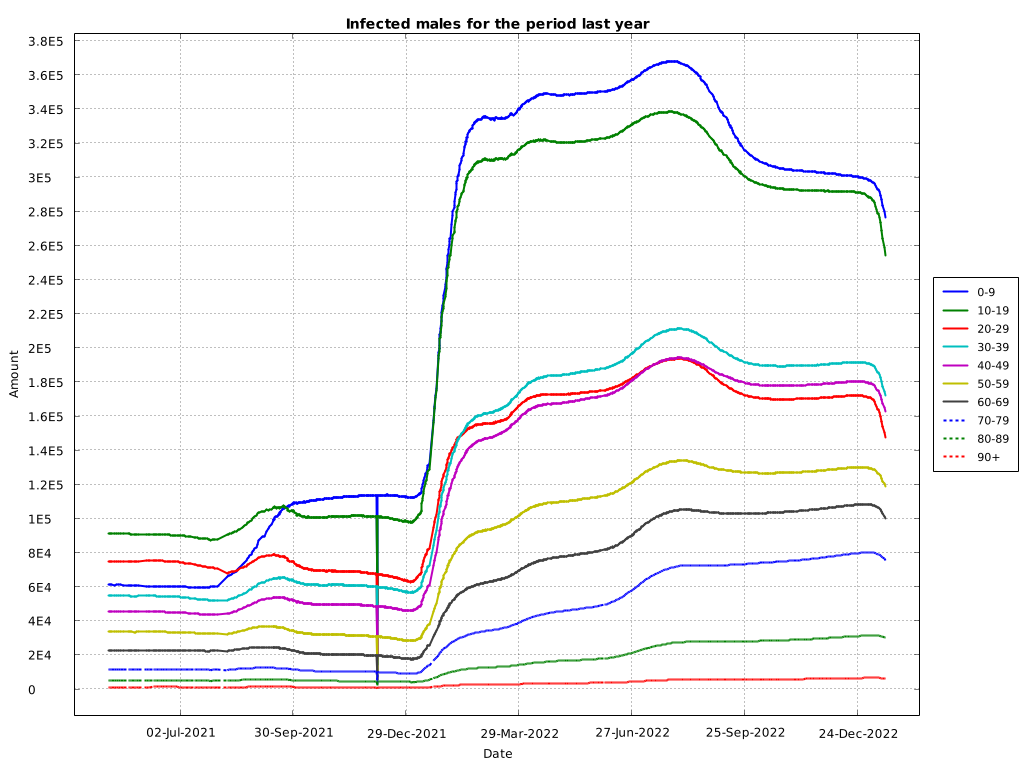 Infected males for the period last year
3.8E5
3.6E5
3.4E5
3.2E5
3E5
2.8E5
2.6E5
2.4E5
2.2E5
2E5
1.8E5
1.6E5
1.4E5
1.2E5
1E5
8E4
6E4
4E4
2E4
0
Amount
02-Jul-2021 30-Sep-2021 29-Dec-2021 29-Mar-2022 27-Jun-2022 25-Sep-2022 24-Dec-2022
Date
0-9
10-19
20-29
30-39
40-49
50-59
60-69
70-79
80-89
90+